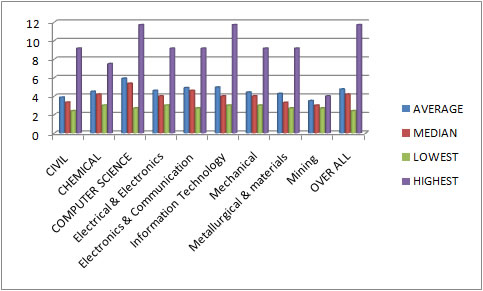 12
10
8
6
4
2
0
CIVIL
CHEMICAL
COMPUTER SCIENCE
Electrical & Electronics
Electronics & Communication
Information Technology
Mechanical
Metallurgical & materials
Mining
OVER ALL
AVERAGE
MEDIAN
LOWEST
HIGHEST